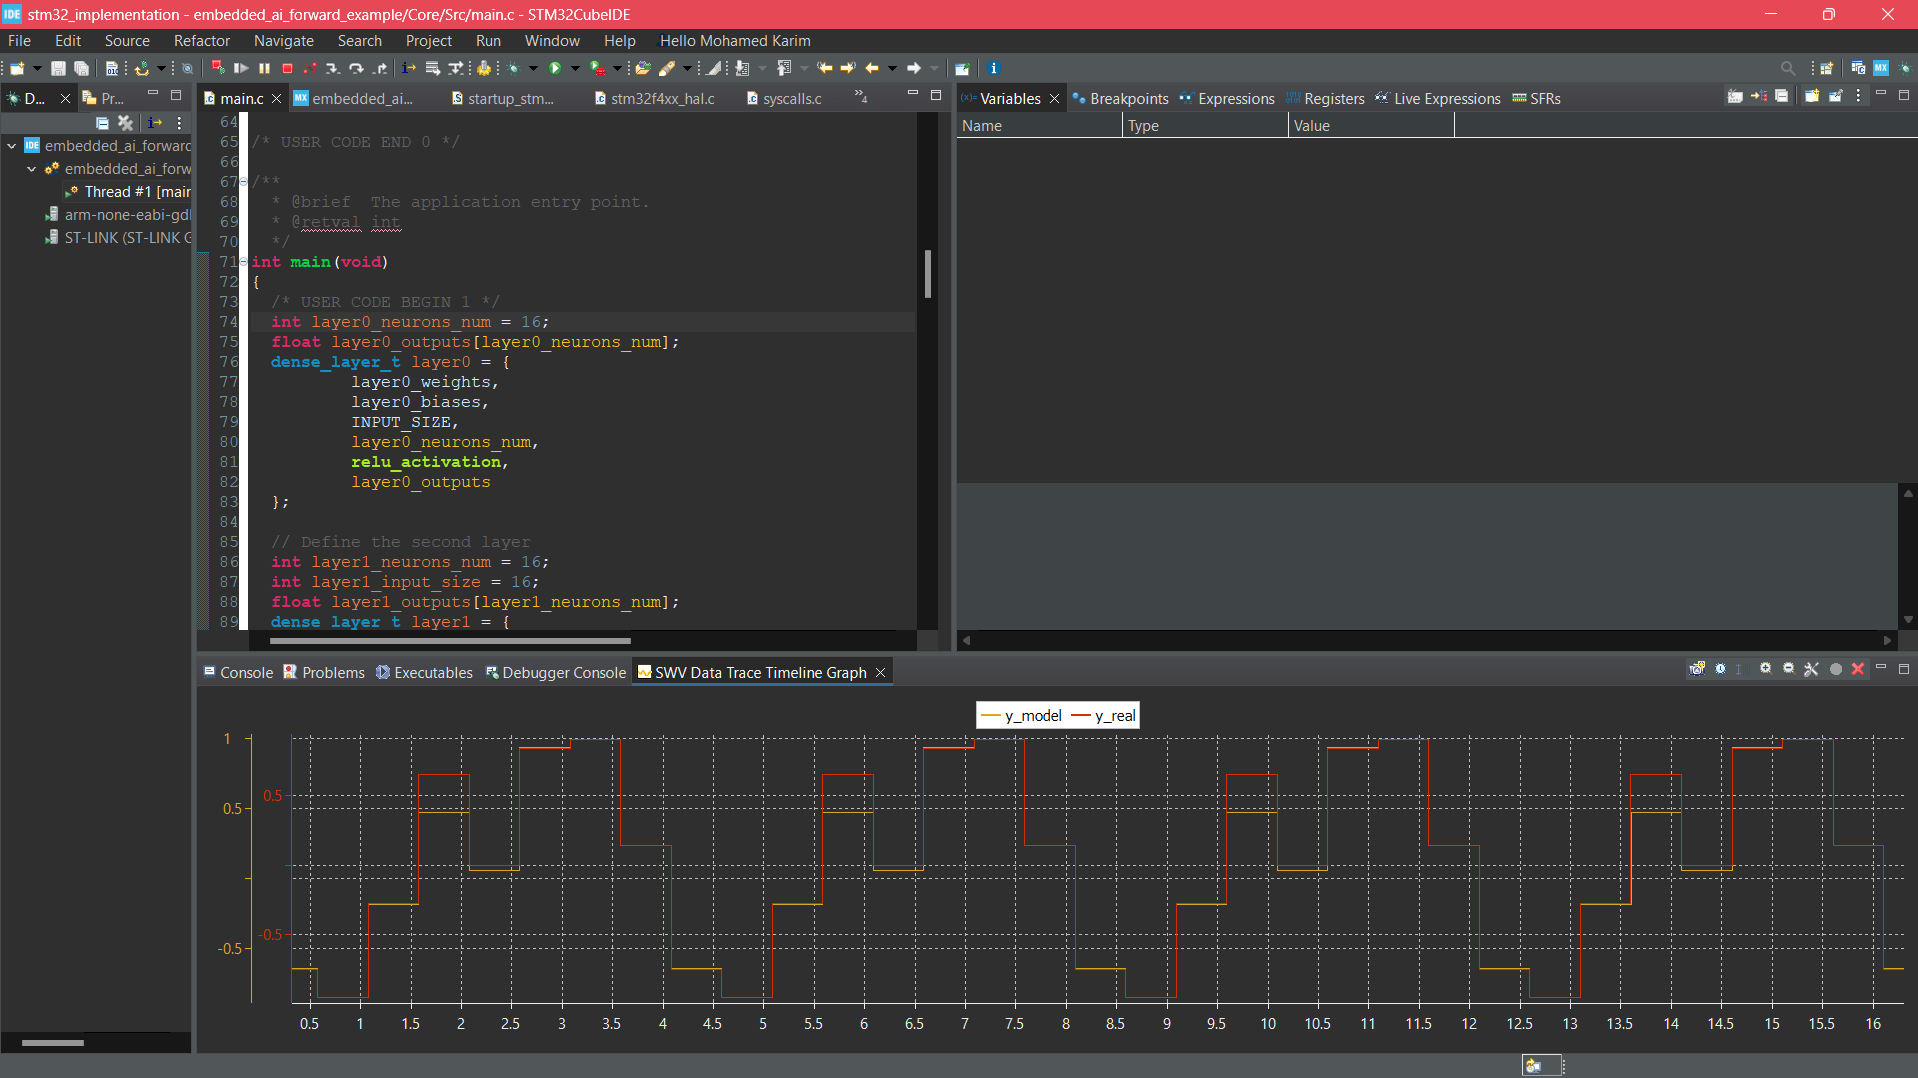 IDE stm32_implementation - embedded_ai_forward_example/Core/Src/main.c - STM32CubeIDE
File Edit Source Refactor Navigate Search Project Run Window Help Hello Mohamed Karim
D... Pr...
main.c embedded_ai... startup_stm... stm32f4xx_hal.c syscalls.c »4
Variables Breakpoints Expressions Registers Live Expressions SFRs
Name Type Value
IDE embedded_ai_forward
embedded_ai_forw
Thread #1 [main
arm-none-eabi-gdb
ST-LINK (ST-LINK G
64
65 /* USER CODE END 0 */
66
67 /**
68 * @brief The application entry point.
69 * @retval int
70 */
71 int main(void)
72 {
73 /* USER CODE BEGIN 1 */
74 int layer0_neurons_num = 16;
75 float layer0_outputs[layer0_neurons_num];
76 dense_layer_t layer0 = {
77 layer0_weights,
78 layer0_biases,
79 INPUT_SIZE,
80 layer0_neurons_num,
81 relu_activation,
82 layer0_outputs
83 };
84
85 // Define the second layer
86 int layer1_neurons_num = 16;
87 int layer1_input_size = 16;
88 float layer1_outputs[layer1_neurons_num];
89 dense_layer_t layer1 = {
Console Problems Executables Debugger Console SWV Data Trace Timeline Graph
y_model y_real
1
0.5
0.5
-0.5
-0.5
0.5 1 1.5 2 2.5 3 3.5 4 4.5 5 5.5 6 6.5 7 7.5 8 8.5 9 9.5 10 10.5 11 11.5 12 12.5 13 13.5 14 14.5 15 15.5 16